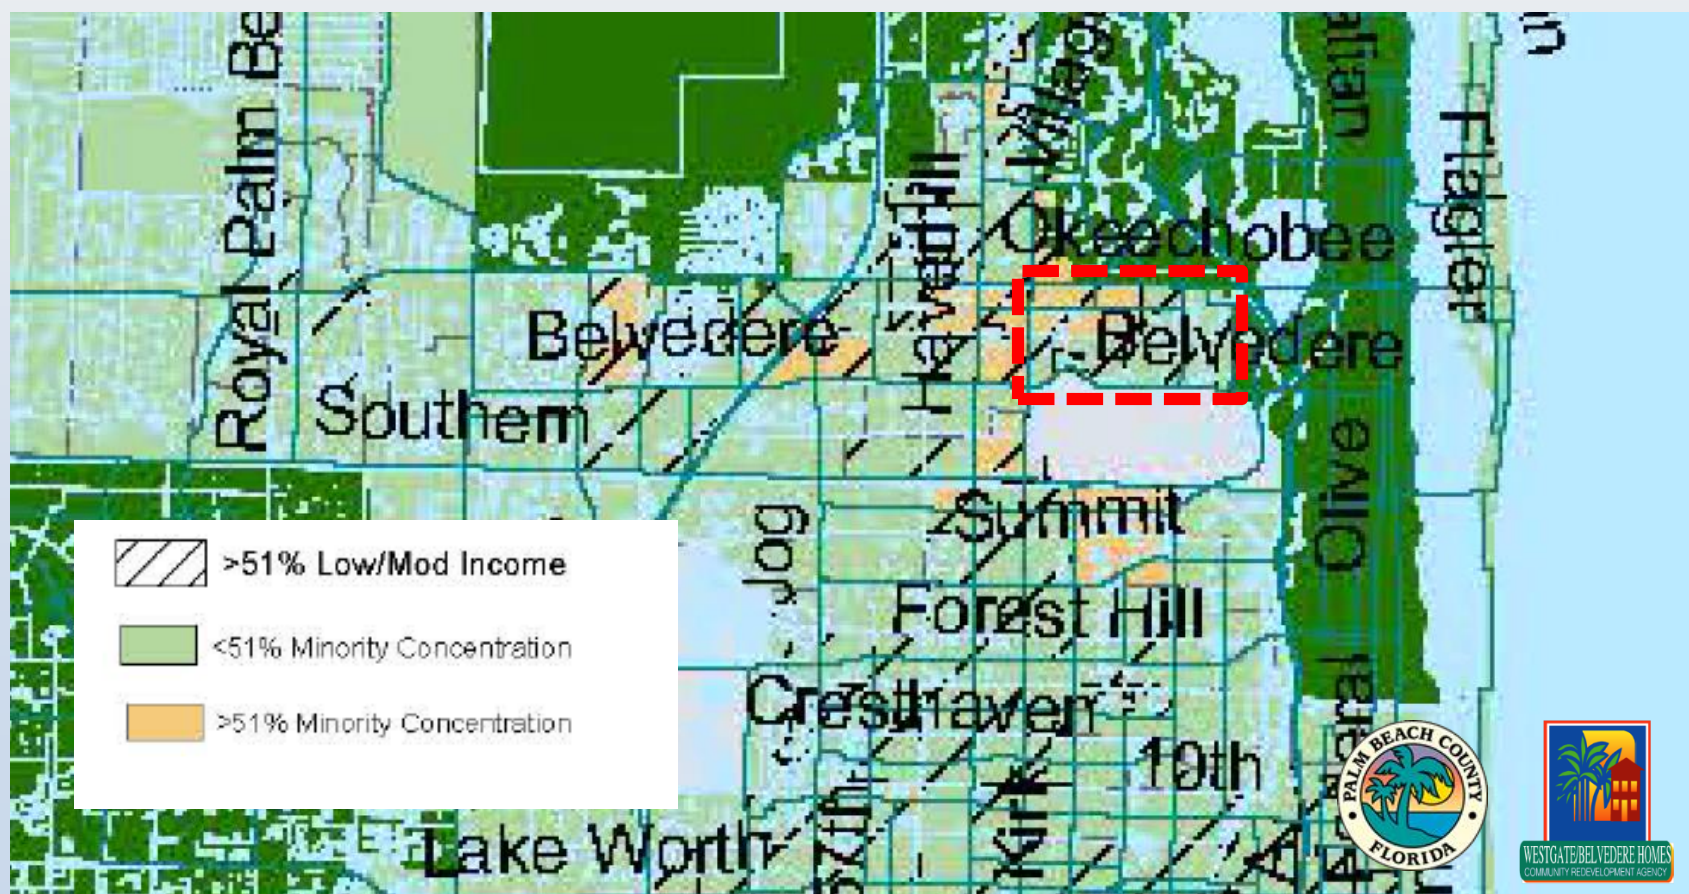 Royal Palm Be
Haverhill
Village
Flagler
Okeechobee
Belvedere
Belvedere
Southern
Olive
Jog
Summit
>51% Low/Mod Income
<51% Minority Concentration
>51% Minority Concentration
Forest Hill
Cresthaven
10th
Kirk
Lake Worth
PALM BEACH COUNTY
FLORIDA
WESTGATE/BELVEDERE HOMES
COMMUNITY REDEVELOPMENT AGENCY